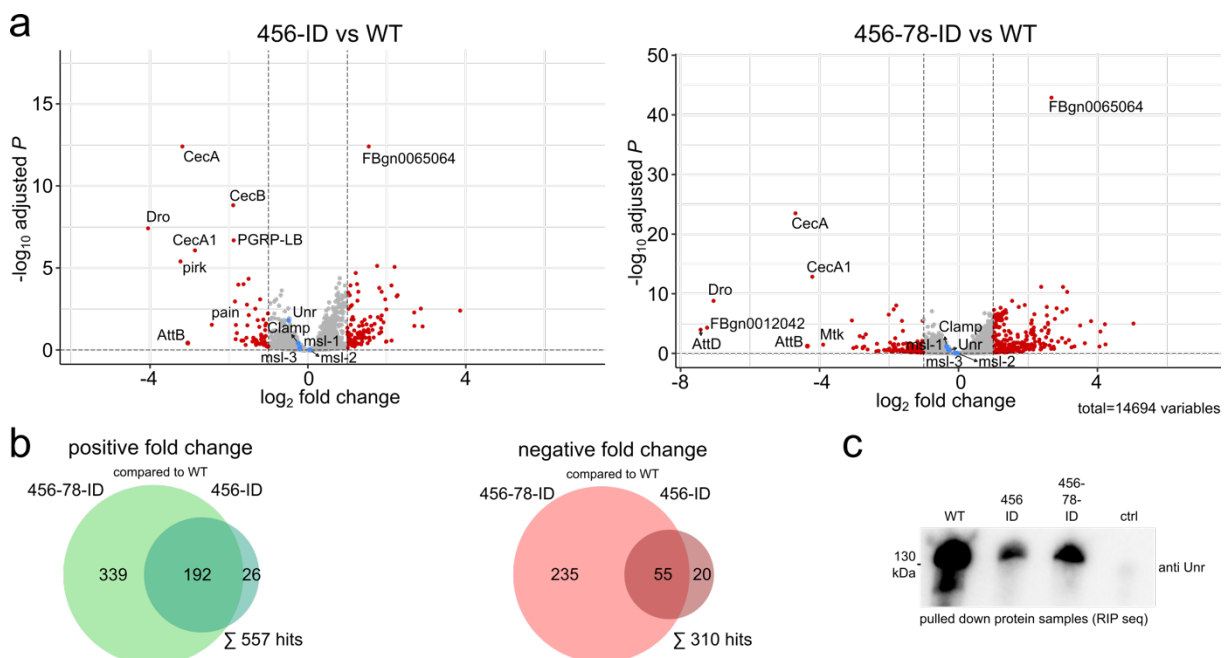 a
456-ID vs WT
-log10 adjusted P
15
10
5
0
CecA
FBgn0065064
CecB
Dro
CecA1
PGRP-LB
pirk
pain
Unr
Clamp
AttB
msl-1
msl-3
msl-2
-4
0
4
log2 fold change
456-78-ID vs WT
-log10 adjusted P
50
40
30
20
10
0
FBgn0065064
CecA
CecA1
Dro
FBgn0012042
AttD
AttB
Mtk
Clamp
msl-1
Unr
msl-3
msl-2
-8
-4
0
4
log2 fold change
total=14694 variables
b
positive fold change
compared to WT
456-78-ID
456-ID
339
192
26
∑ 557 hits
negative fold change
compared to WT
456-78-ID
456-ID
235
55
20
∑ 310 hits
c
WT
456
ID
456-
78-
ID
ctrl
130
kDa
anti Unr
pulled down protein samples (RIP seq)